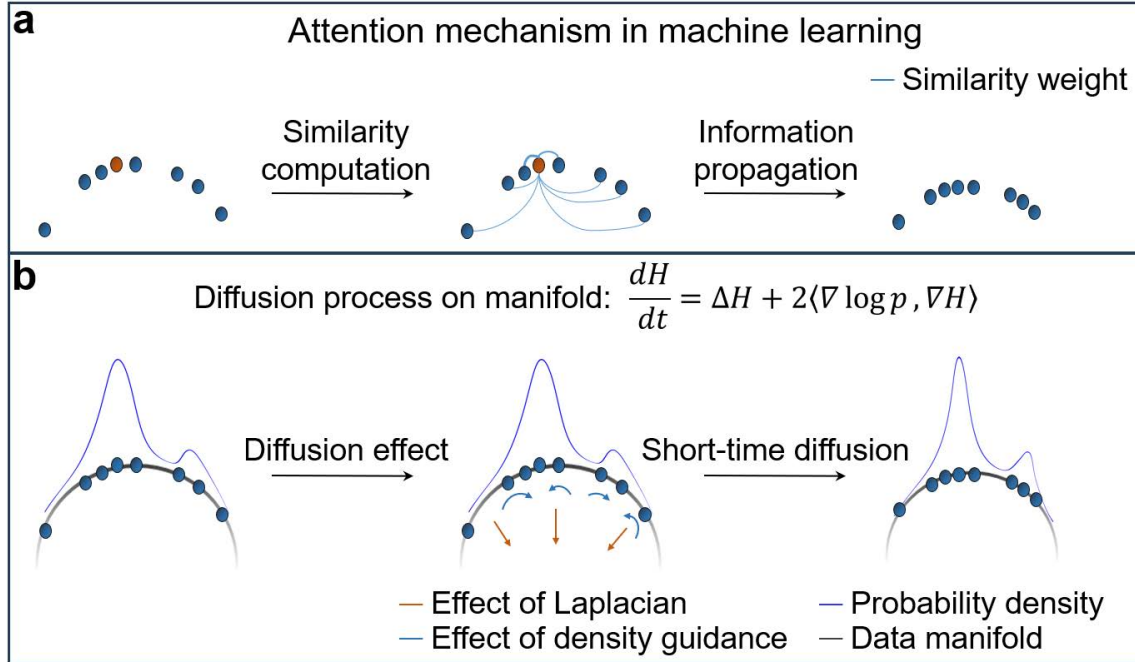 a
Attention mechanism in machine learning
Similarity weight
Similarity
computation
Information
propagation
b
Diffusion process on manifold: dH/dt = ΔH + 2⟨∇ log p , ∇H⟩
Diffusion effect
Short-time diffusion
Effect of Laplacian
Probability density
Effect of density guidance
Data manifold